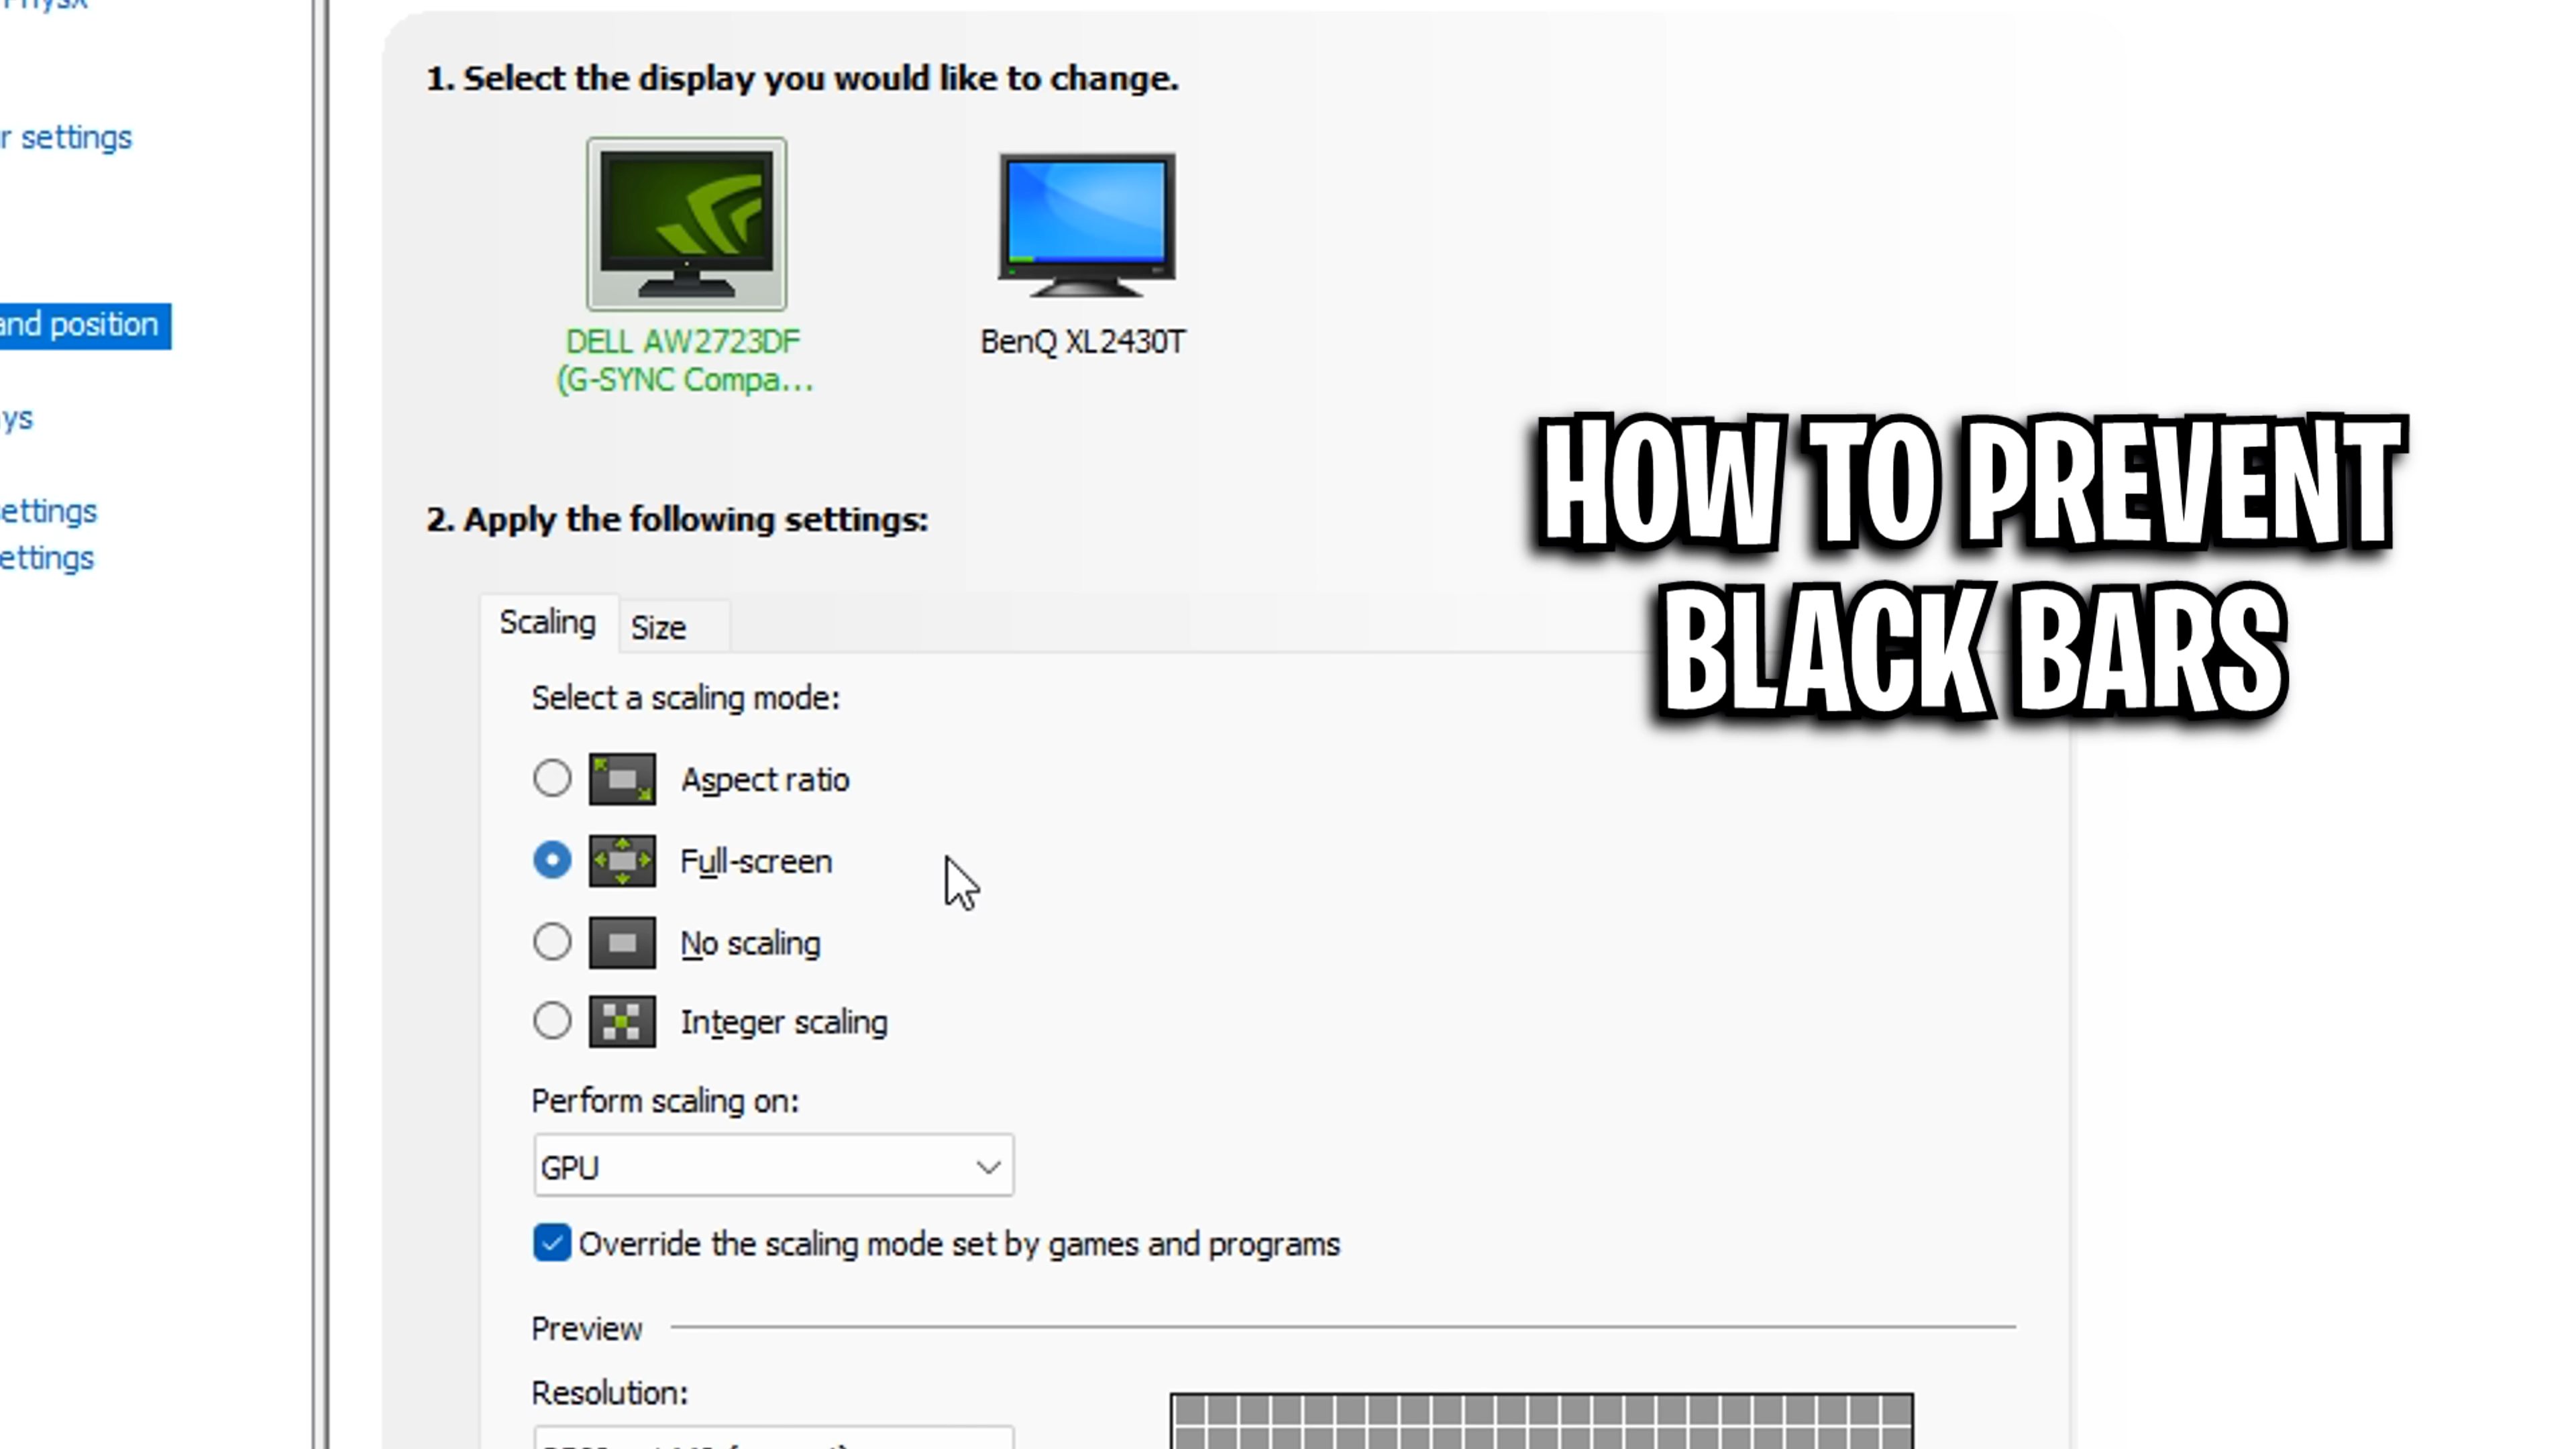 r settings
and position
ys
ettings
ettings
1. Select the display you would like to change.
DELL AW2723DF
(G-SYNC Compa...
BenQ XL2430T
HOW TO PREVENT
BLACK BARS
2. Apply the following settings:
Scaling
Size
Select a scaling mode:
Aspect ratio
Full-screen
No scaling
Integer scaling
Perform scaling on:
GPU
Override the scaling mode set by games and programs
Preview
Resolution: